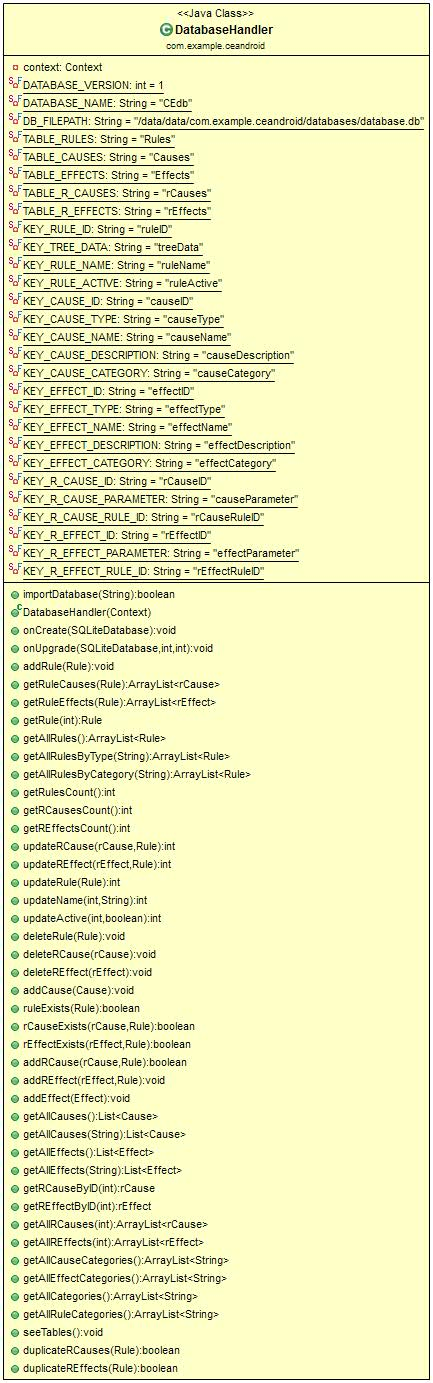 <<Java Class>>
DatabaseHandler
com.example.ceandroid
context: Context
DATABASE_VERSION: int = 1
DATABASE_NAME: String = "CEdb"
DB_FILEPATH: String = "/data/data/com.example.ceandroid/databases/database.db"
TABLE_RULES: String = "Rules"
TABLE_CAUSES: String = "Causes"
TABLE_EFFECTS: String = "Effects"
TABLE_R_CAUSES: String = "rCauses"
TABLE_R_EFFECTS: String = "rEffects"
KEY_RULE_ID: String = "ruleID"
KEY_TREE_DATA: String = "treeData"
KEY_RULE_NAME: String = "ruleName"
KEY_RULE_ACTIVE: String = "ruleActive"
KEY_CAUSE_ID: String = "causeID"
KEY_CAUSE_TYPE: String = "causeType"
KEY_CAUSE_NAME: String = "causeName"
KEY_CAUSE_DESCRIPTION: String = "causeDescription"
KEY_CAUSE_CATEGORY: String = "causeCategory"
KEY_EFFECT_ID: String = "effectID"
KEY_EFFECT_TYPE: String = "effectType"
KEY_EFFECT_NAME: String = "effectName"
KEY_EFFECT_DESCRIPTION: String = "effectDescription"
KEY_EFFECT_CATEGORY: String = "effectCategory"
KEY_R_CAUSE_ID: String = "rCauseID"
KEY_R_CAUSE_PARAMETER: String = "causeParameter"
KEY_R_CAUSE_RULE_ID: String = "rCauseRuleID"
KEY_R_EFFECT_ID: String = "rEffectID"
KEY_R_EFFECT_PARAMETER: String = "effectParameter"
KEY_R_EFFECT_RULE_ID: String = "rEffectRuleID"
importDatabase(String):boolean
DatabaseHandler(Context)
onCreate(SQLiteDatabase):void
onUpgrade(SQLiteDatabase,int,int):void
addRule(Rule):void
getRuleCauses(Rule):ArrayList<rCause>
getRuleEffects(Rule):ArrayList<rEffect>
getRule(int):Rule
getAllRules():ArrayList<Rule>
getAllRulesByType(String):ArrayList<Rule>
getAllRulesByCategory(String):ArrayList<Rule>
getRulesCount():int
getRCausesCount():int
getREffectsCount():int
updateRCause(rCause,Rule):int
updateREffect(rEffect,Rule):int
updateRule(Rule):int
updateName(int,String):int
updateActive(int,boolean):int
deleteRule(Rule):void
deleteRCause(rCause):void
deleteREffect(rEffect):void
addCause(Cause):void
ruleExists(Rule):boolean
rCauseExists(rCause,Rule):boolean
rEffectExists(rEffect,Rule):boolean
addRCause(rCause,Rule):boolean
addREffect(rEffect,Rule):void
addEffect(Effect):void
getAllCauses():List<Cause>
getAllCauses(String):List<Cause>
getAllEffects():List<Effect>
getAllEffects(String):List<Effect>
getRCauseByID(int):rCause
getREffectByID(int):rEffect
getAllRCauses(int):ArrayList<rCause>
getAllREffects(int):ArrayList<rEffect>
getAllCauseCategories():ArrayList<String>
getAllEffectCategories():ArrayList<String>
getAllCategories():ArrayList<String>
getAllRuleCategories():ArrayList<String>
seeTables():void
duplicateRCauses(Rule):boolean
duplicateREffects(Rule):boolean